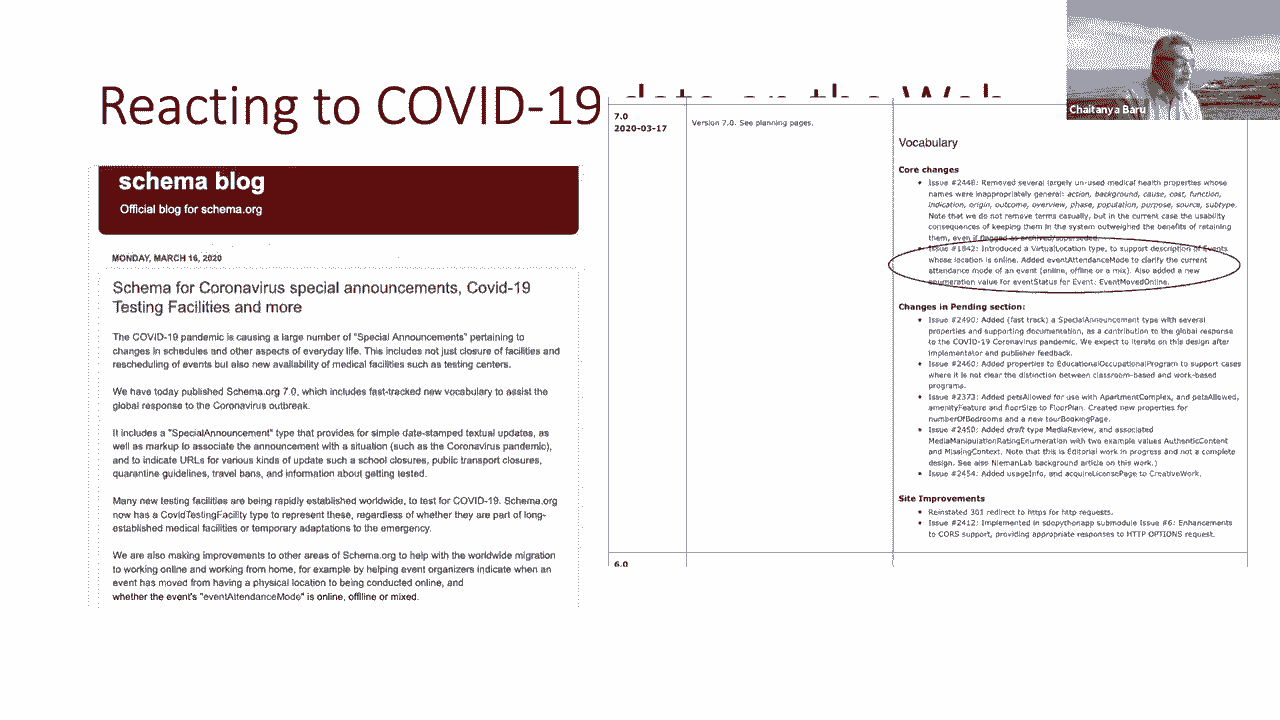 Reacting to COVID-19 data on the Web
Chaitanya Baru
schema blog
Official blog for schema.org
MONDAY, MARCH 16, 2020
Schema for Coronavirus special announcements, Covid-19
Testing Facilities and more
The COVID-19 pandemic is causing a large number of "Special Announcements" pertaining to
changes in schedules and other aspects of everyday life. This includes not just closure of facilities and
rescheduling of events but also new availability of medical facilities such as testing centers.
We have today published Schema.org 7.0, which includes fast-tracked new vocabulary to assist the
global response to the Coronavirus outbreak.
It includes a "SpecialAnnouncement" type that provides for simple date-stamped textual updates, as
well as markup to associate the announcement with a situation (such as the Coronavirus pandemic),
and to indicate URLs for various kinds of update such a school closures, public transport closures,
quarantine guidelines, travel bans, and information about getting tested.
Many new testing facilities are being rapidly established worldwide, to test for COVID-19. Schema.org
now has a CovidTestingFacility type to represent these, regardless of whether they are part of long-
established medical facilities or temporary adaptations to the emergency.
We are also making improvements to other areas of Schema.org to help with the worldwide migration
to working online and working from home, for example by helping event organizers indicate when an
event has moved from having a physical location to being conducted online, and
whether the event's "eventAttendanceMode" is online, offline or mixed.
7.0
2020-03-17
Version 7.0. See planning pages.
Vocabulary
Core changes
Issue #2448: Removed several largely un-used medical health properties whose
names were inappropriately general: action, background, cause, cost, function,
indication, origin, outcome, overview, phase, population, purpose, source, subtype.
Note that we do not remove terms casually, but in the current case the usability
consequences of keeping them in the system outweighed the benefits of retaining
them, even if flagged as archived/superseded.
Issue #1842: Introduced a VirtualLocation type, to support description of Events
whose location is online. Added eventAttendanceMode to clarify the current
attendance mode of an event (online, offline or a mix). Also added a new
enumeration value for eventStatus for Event: EventMovedOnline.
Changes in Pending section:
Issue #2490: Added (fast track) a SpecialAnnouncement type with several
properties and supporting documentation, as a contribution to the global response
to the COVID-19 Coronavirus pandemic. We expect to iterate on this design after
implementator and publisher feedback.
Issue #2460: Added properties to EducationalOccupationalProgram to support cases
where it is not clear the distinction between classroom-based and work-based
programs.
Issue #2373: Added petsAllowed for use with ApartmentComplex, and petsAllowed,
amenityFeature and floorSize to FloorPlan. Created new properties for
numberOfBedrooms and a new tourBookingPage.
Issue #2450: Added draft type MediaReview, and associated
MediaManipulationRatingEnumeration with two example values AuthenticContent
and MissingContext. Note that this is Editorial work in progress and not a complete
design. See also NiemanLab background article on this work.)
Issue #2454: Added usageInfo, and acquireLicensePage to CreativeWork.
Site Improvements
Reinstated 301 redirect to https for http requests.
Issue #2412: Implemented in sdopythonapp submodule Issue #6: Enhancements
to CORS support, providing appropriate responses to HTTP OPTIONS request.
6.0